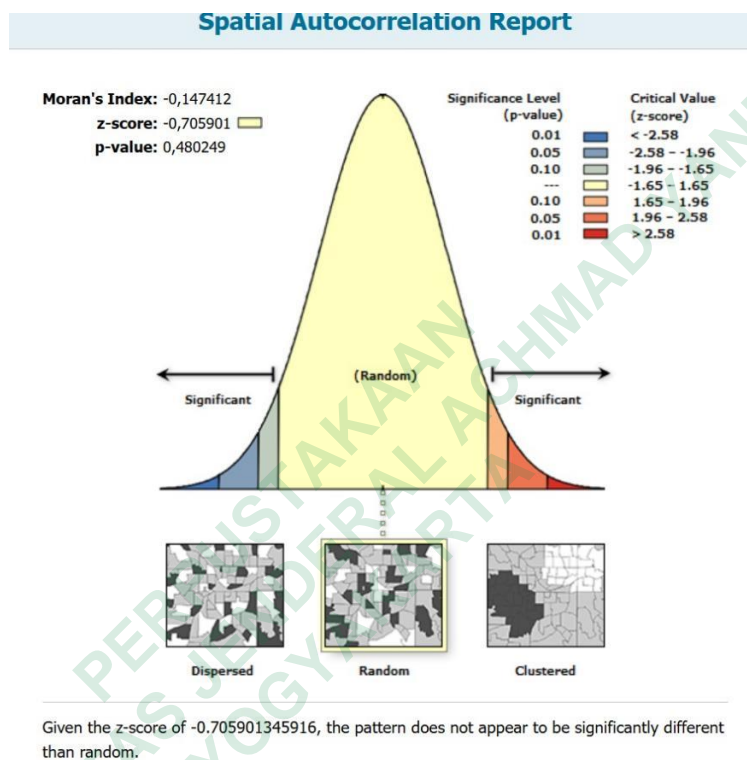 Spatial Autocorrelation Report
Moran's Index: -0,147412
z-score: -0,705901
p-value: 0,480249
Significance Level
(p-value)
Critical Value
(z-score)
0.01 < -2.58
0.05 -2.58 – -1.96
0.10 -1.96 – -1.65
--- -1.65 – 1.65
0.10 1.65 – 1.96
0.05 1.96 – 2.58
0.01 > 2.58
(Random)
Significant
Significant
Dispersed
Random
Clustered
Given the z-score of -0.705901345916, the pattern does not appear to be significantly different
than random.
JENDERAL ACHMAD YANI
YOGYAKARTA